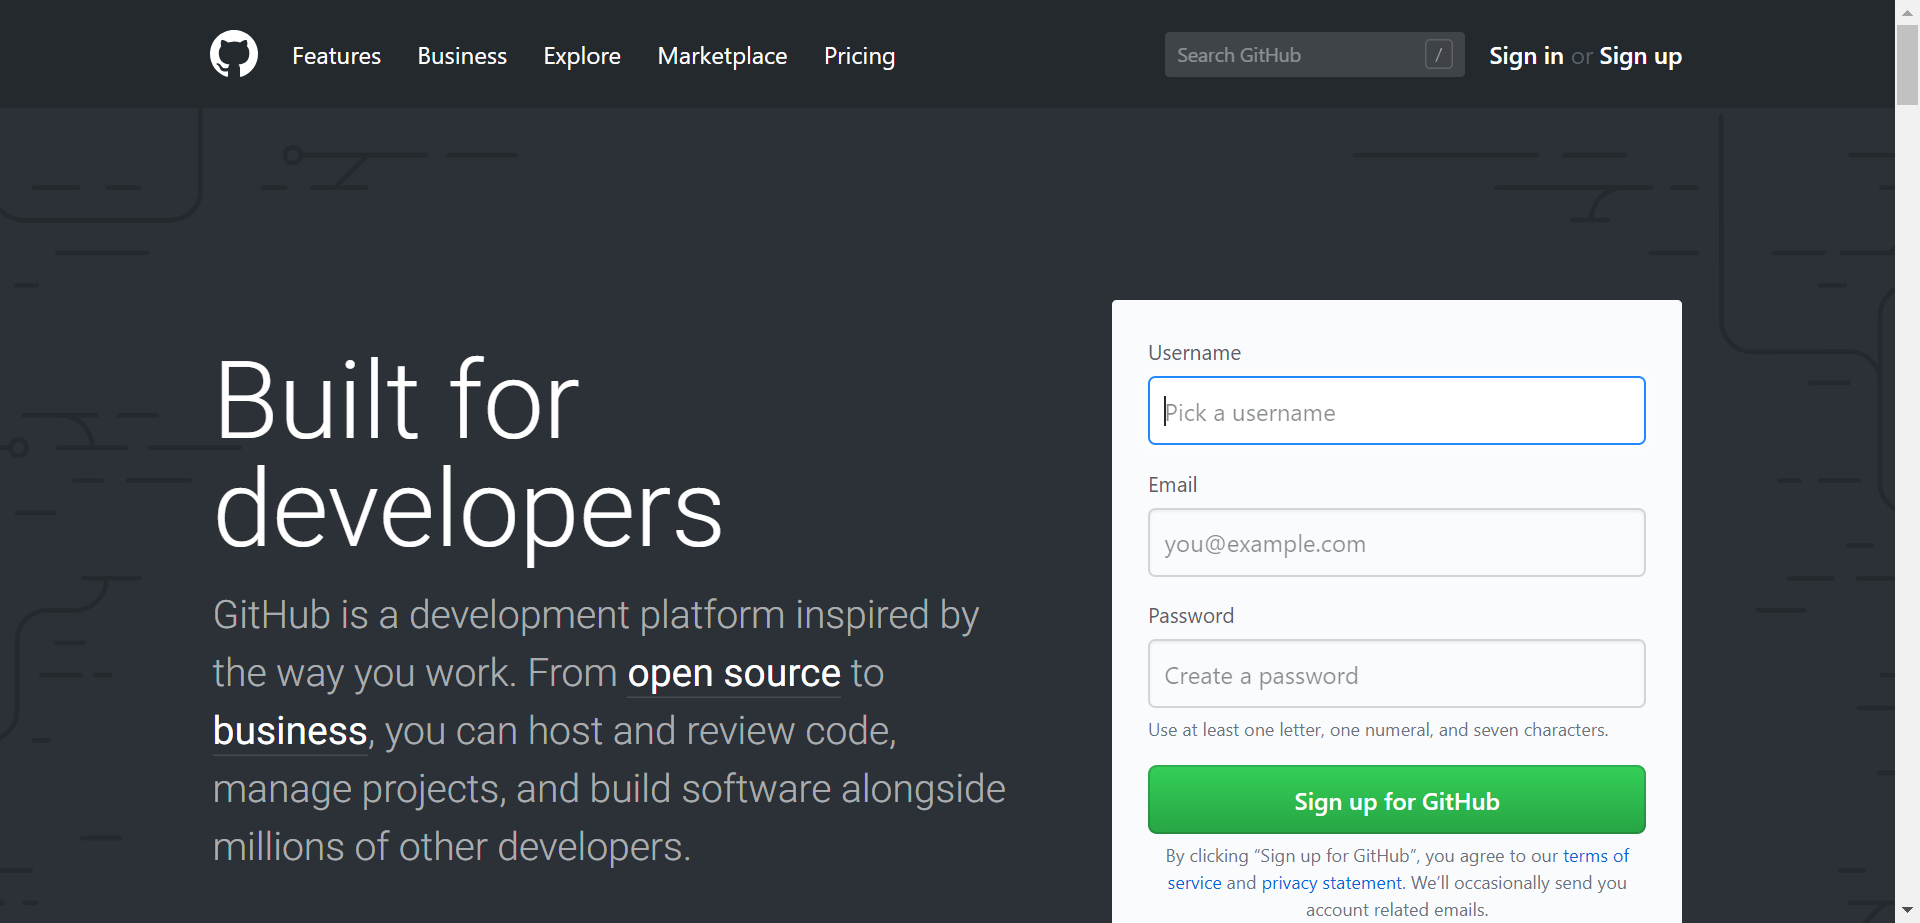 Features Business Explore Marketplace Pricing Search GitHub / Sign in or Sign up
Built for
developers
GitHub is a development platform inspired by
the way you work. From open source to
business, you can host and review code,
manage projects, and build software alongside
millions of other developers.
Username
Pick a username
Email
you@example.com
Password
Create a password
Use at least one letter, one numeral, and seven characters.
Sign up for GitHub
By clicking “Sign up for GitHub”, you agree to our terms of
service and privacy statement. We’ll occasionally send you
account related emails.